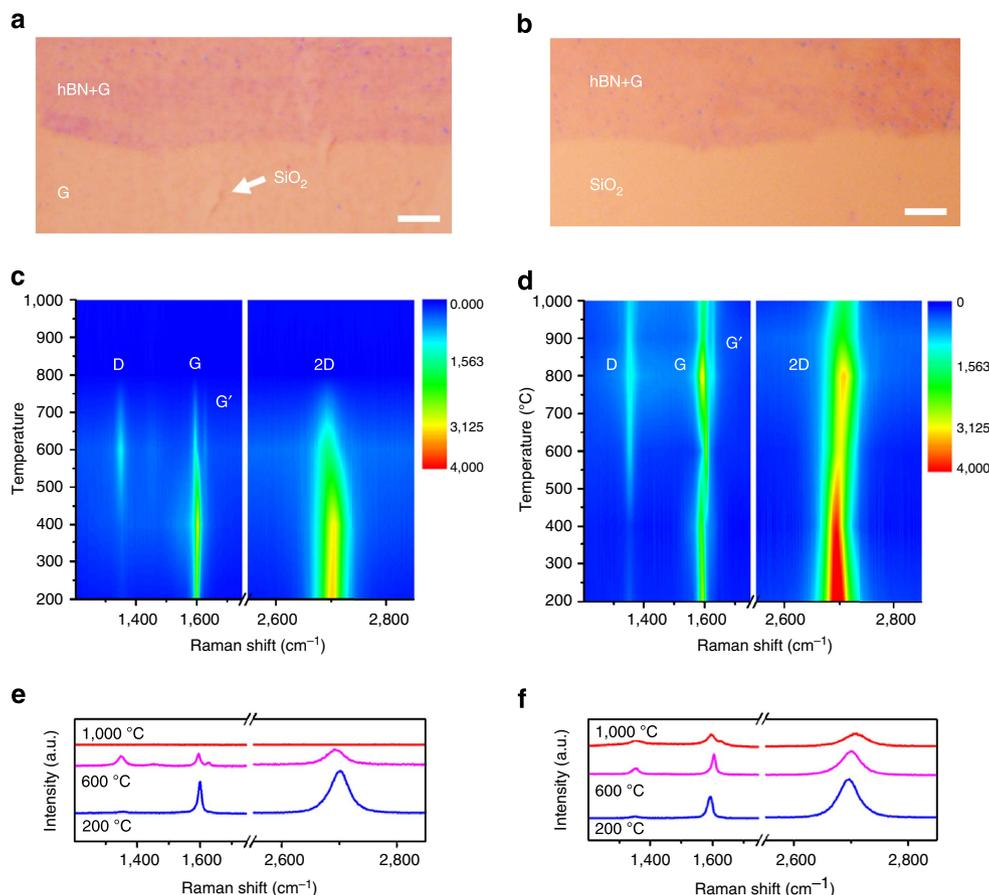 a
b
hBN+G
G
SiO₂
hBN+G
SiO₂
c
d
Temperature
1,000
900
800
700
600
500
400
300
200
D
G
G′
2D
1,400
1,600
2,600
2,800
Raman shift (cm⁻¹)
0.000
1,563
3,125
4,000
Temperature (°C)
1,000
900
800
700
600
500
400
300
200
D
G
G′
2D
1,400
1,600
2,600
2,800
Raman shift (cm⁻¹)
0
1,563
3,125
4,000
e
f
Intensity (a.u.)
1,000 °C
600 °C
200 °C
1,400
1,600
2,600
2,800
Raman shift (cm⁻¹)
Intensity (a.u.)
1,000 °C
600 °C
200 °C
1,400
1,600
2,600
2,800
Raman shift (cm⁻¹)